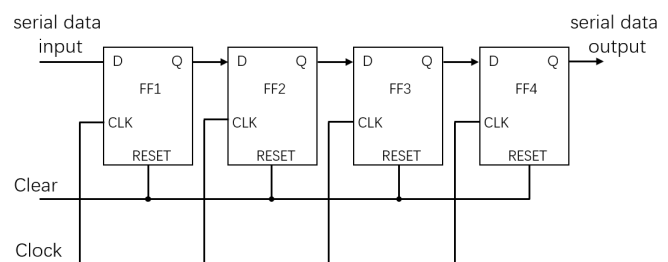 serial data
input
serial data
output
D Q
FF1
CLK
RESET
D Q
FF2
CLK
RESET
D Q
FF3
CLK
RESET
D Q
FF4
CLK
RESET
Clear
Clock